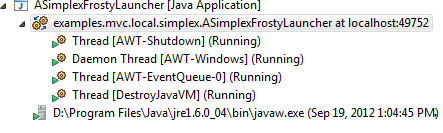 ASimplexFrostyLauncher [Java Application]
examples.mvc.local.simplex.ASimplexFrostyLauncher at localhost:49752
Thread [AWT-Shutdown] (Running)
Daemon Thread [AWT-Windows] (Running)
Thread [AWT-EventQueue-0] (Running)
Thread [DestroyJavaVM] (Running)
D:\Program Files\Java\jre1.6.0_04\bin\javaw.exe (Sep 19, 2012 1:04:45 PM)